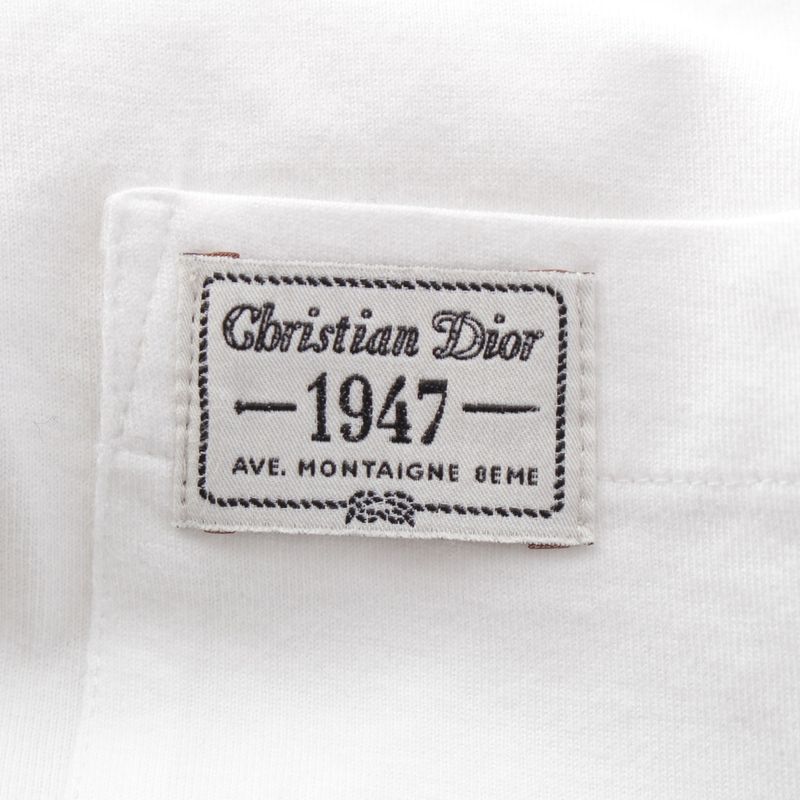 Christian Dior
1947
AVE. MONTAIGNE 8EME